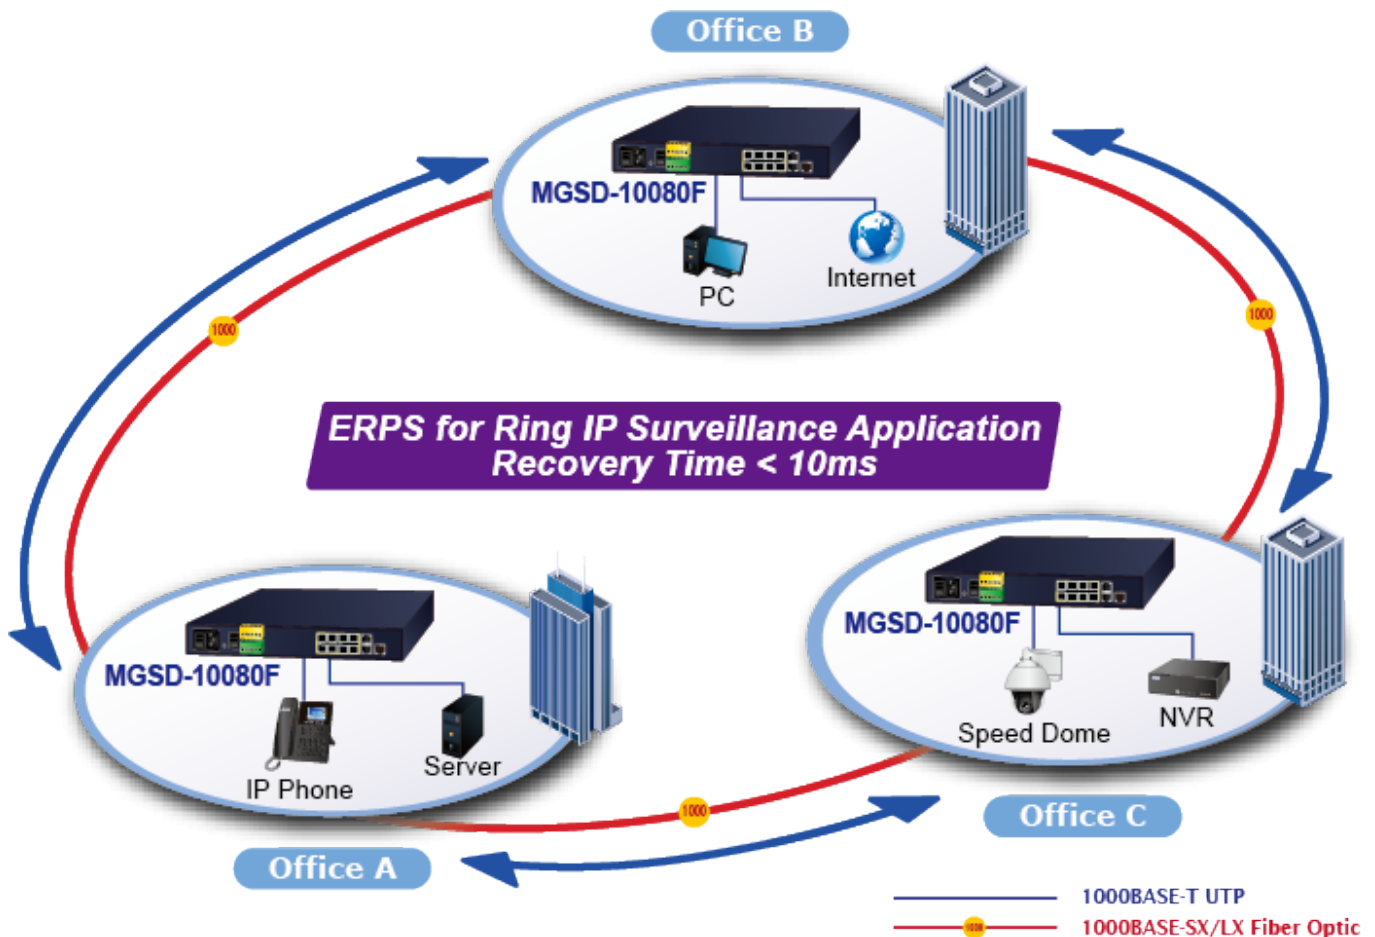 Office B
MGSD-10080F
PC
Internet
1000
1000
ERPS for Ring IP Surveillance Application
Recovery Time < 10ms
MGSD-10080F
IP Phone
Server
MGSD-10080F
Speed Dome
NVR
1000
Office A
Office C
1000BASE-T UTP
1000
1000BASE-SX/LX Fiber Optic